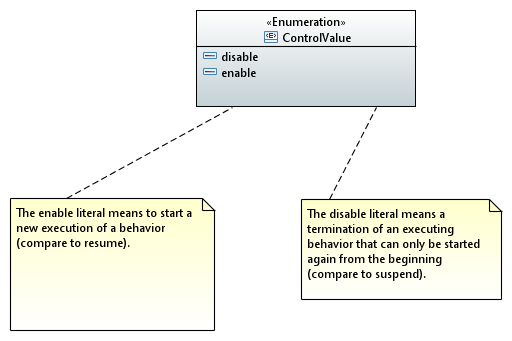 «Enumeration»
ControlValue
disable
enable
The enable literal means to start a
new execution of a behavior
(compare to resume).
The disable literal means a
termination of an executing
behavior that can only be started
again from the beginning
(compare to suspend).